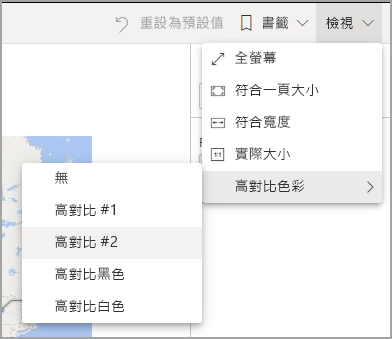 重設為預設值 書籤 檢視
全螢幕
符合一頁大小
符合寬度
實際大小
高對比色彩
無
高對比 #1
高對比 #2
高對比黑色
高對比白色